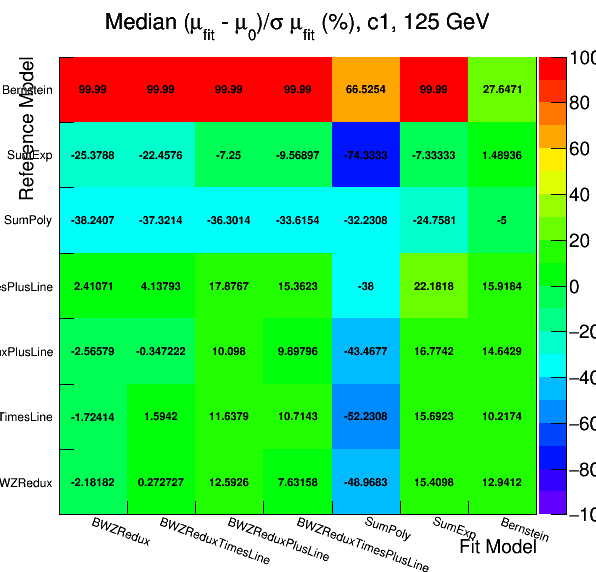 Median (μfit - μ0)/σ μfit (%), c1, 125 GeV
Reference Model
Bernstein 99.99 99.99 99.99 99.99 66.5254 99.99 27.6471
SumExp -25.3788 -22.4576 -7.25 -9.56897 -74.3333 -7.33333 1.48936
SumPoly -38.2407 -37.3214 -36.3014 -33.6154 -32.2308 -24.7581 -5
esPlusLine 2.41071 4.13793 17.8767 15.3623 -38 22.1818 15.9184
uxPlusLine -2.56579 -0.347222 10.098 9.89796 -43.4677 16.7742 14.6429
TimesLine -1.72414 1.5942 11.6379 10.7143 -52.2308 15.6923 10.2174
WZRedux -2.18182 0.272727 12.5926 7.63158 -48.9683 15.4098 12.9412
BWZRedux BWZReduxTimesLine BWZReduxPlusLine BWZReduxTimesPlusLine SumPoly SumExp Bernstein
Fit Model
100
80
60
40
20
0
-20
-40
-60
-80
-10